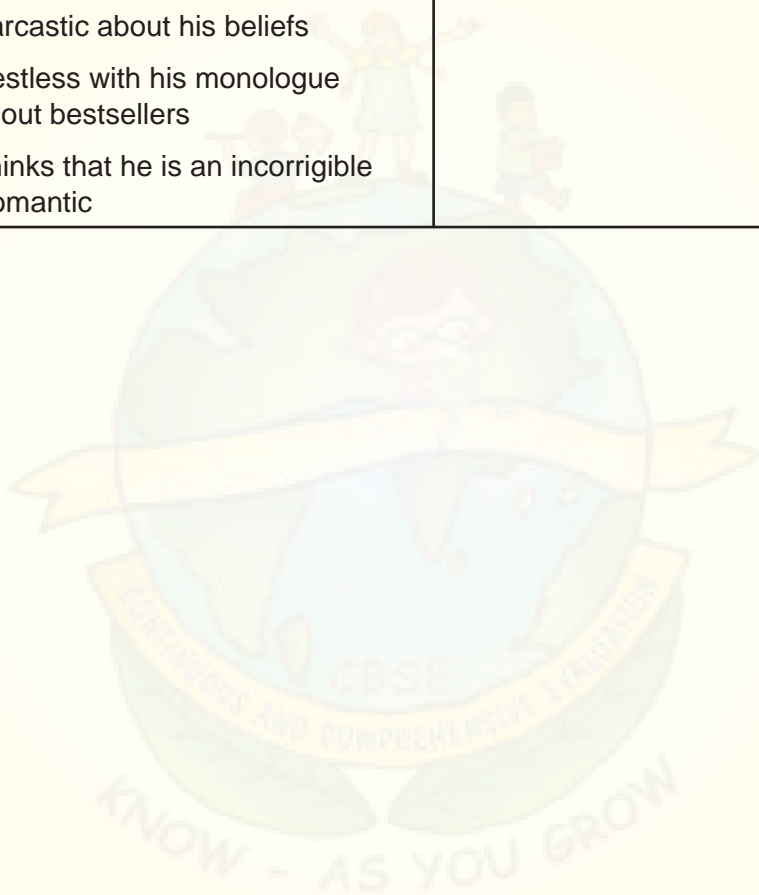 arcastic about his beliefs
estless with his monologue
out bestsellers
inks that he is an incorrigible
omantic
CBSE
CONTINUOUS AND COMPREHENSIVE EVALUATION
KNOW - AS YOU GROW